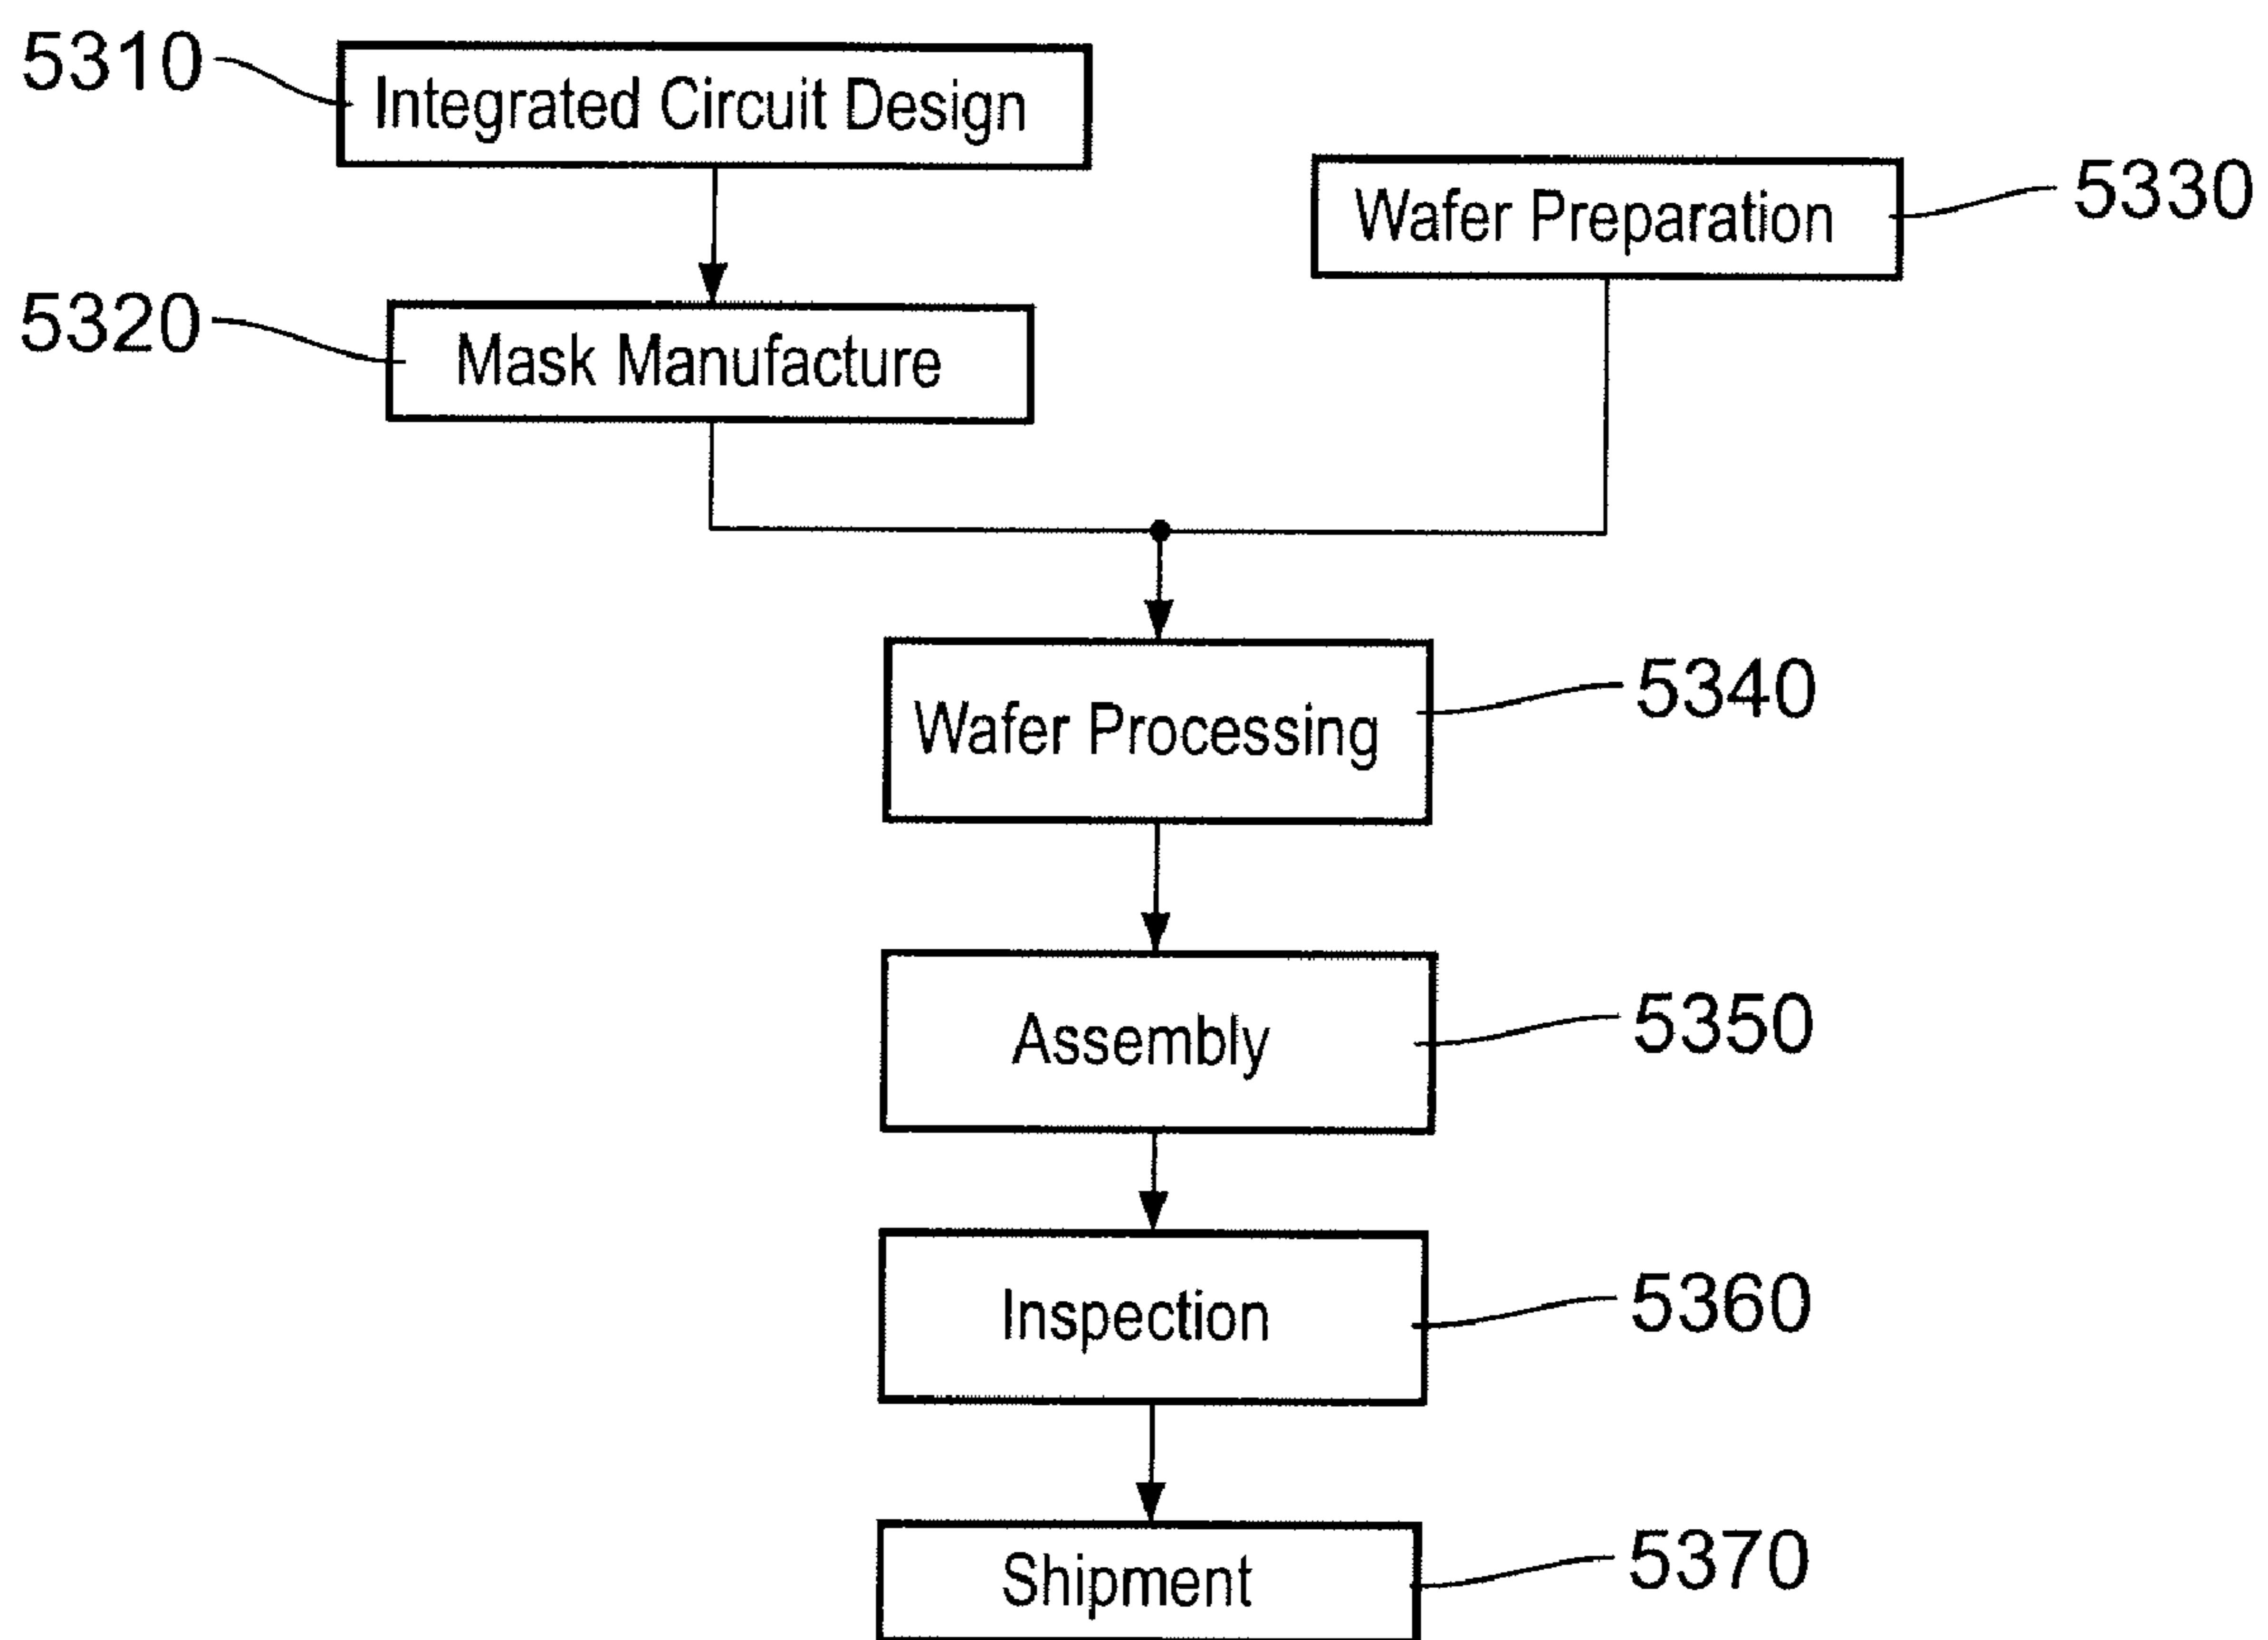 5310
Integrated Circuit Design
Wafer Preparation
5330
5320
Mask Manufacture
5340
Wafer Processing
5350
Assembly
5360
Inspection
5370
Shipment